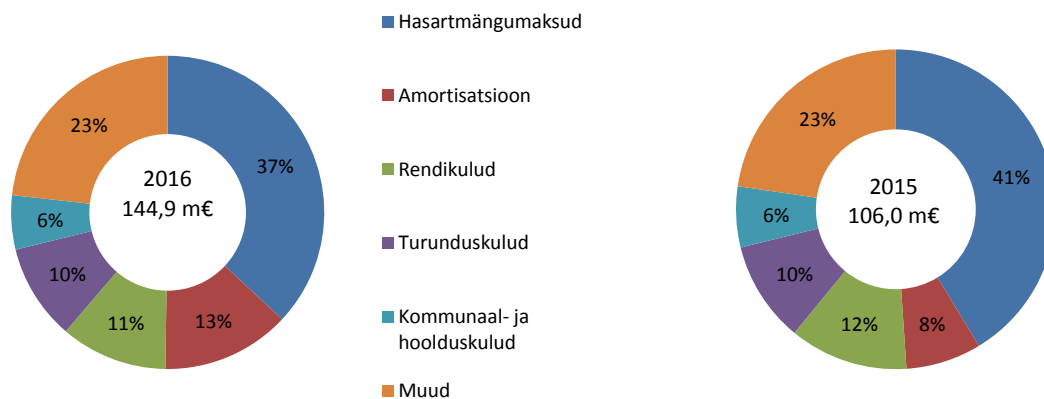 Hasartmängumaksud
Amortisatsioon
Rendikulud
Turunduskulud
Kommunaal- ja
hoolduskulud
Muud
2016
144,9 m€
37%
13%
11%
10%
6%
23%
2015
106,0 m€
41%
8%
12%
10%
6%
23%